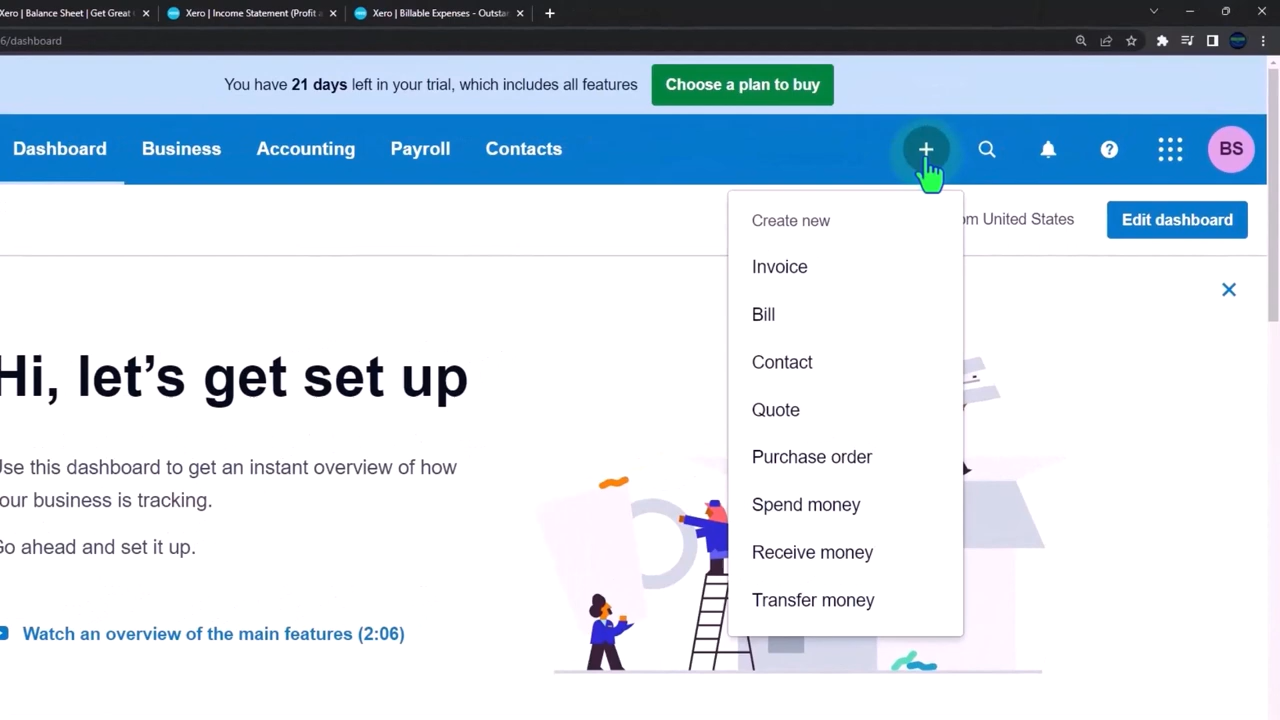 Xero | Balance Sheet | Get Great
Xero | Income Statement (Profit a
Xero | Billable Expenses - Outsta
6/dashboard
You have 21 days left in your trial, which includes all features
Choose a plan to buy
Dashboard
Business
Accounting
Payroll
Contacts
BS
Create new
Invoice
Bill
Contact
Quote
Purchase order
Spend money
Receive money
Transfer money
om United States
Edit dashboard
Hi, let's get set up
Use this dashboard to get an instant overview of how
our business is tracking.
Go ahead and set it up.
Watch an overview of the main features (2:06)